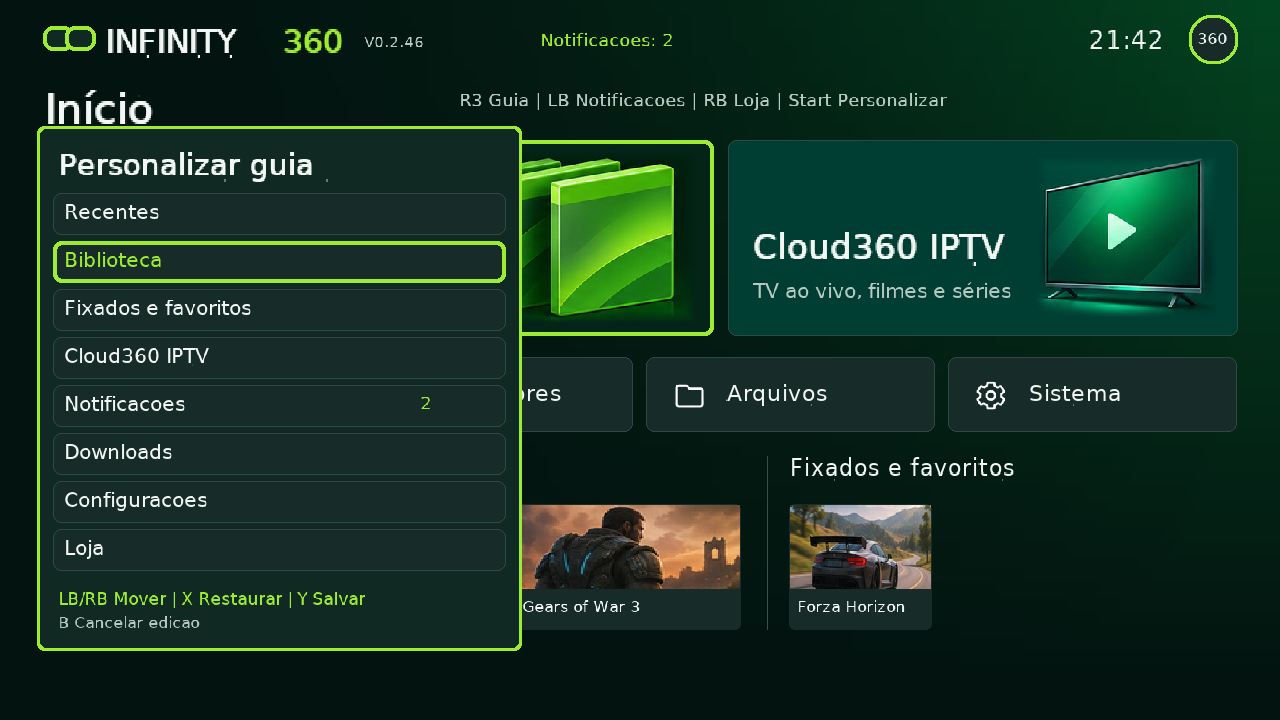 INFINITY 360 V0.2.46 Notificacoes: 2 21:42 360
Início
R3 Guia | LB Notificacoes | RB Loja | Start Personalizar
Personalizar guia
Recentes
Biblioteca
Fixados e favoritos
Cloud360 IPTV
Notificacoes 2
Downloads
Configuracoes
Loja
LB/RB Mover | X Restaurar | Y Salvar
B Cancelar edicao
Cloud360 IPTV
TV ao vivo, filmes e séries
Arquivos
Sistema
Fixados e favoritos
Gears of War 3
Forza Horizon